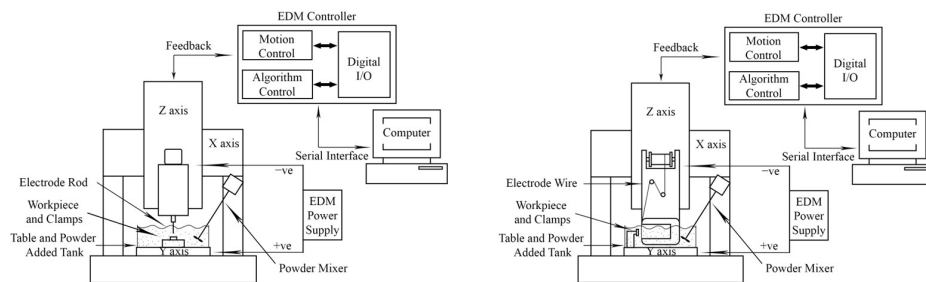 EDM Controller
Motion
Control
Algorithm
Control
Digital
I/O
Feedback
Z axis
X axis
Computer
Serial Interface
−ve
Electrode Rod
Workpiece
and Clamps
Table and Powder
Added Tank
EDM
Power
Supply
+ve
Y axis
Powder Mixer
EDM Controller
Motion
Control
Algorithm
Control
Digital
I/O
Feedback
Z axis
X axis
Computer
Serial Interface
−ve
Electrode Wire
Workpiece
and Clamps
Table and Powder
Added Tank
EDM
Power
Supply
+ve
Y axis
Powder Mixer